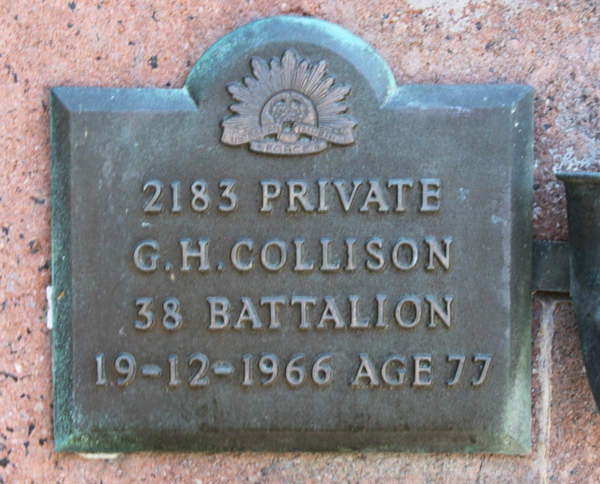 2183 PRIVATE
G.H. COLLISON
38 BATTALION
19-12-1966 AGE 77